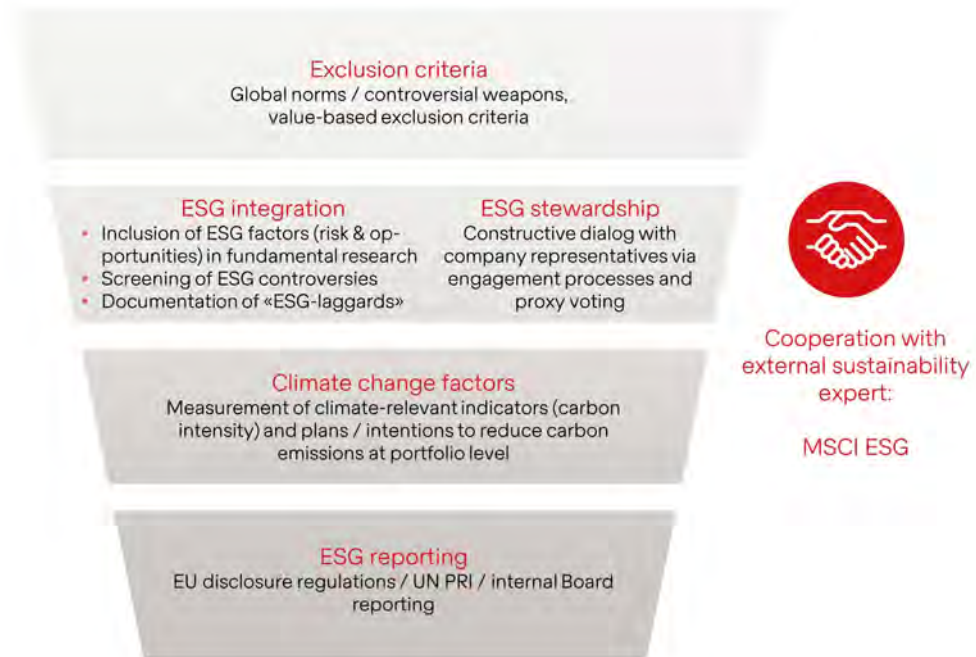 Exclusion criteria
Global norms / controversial weapons,
value-based exclusion criteria
ESG integration
• Inclusion of ESG factors (risk & op-
portunities) in fundamental research
• Screening of ESG controversies
• Documentation of «ESG-laggards»
ESG stewardship
Constructive dialog with
company representatives via
engagement processes and
proxy voting
Climate change factors
Measurement of climate-relevant indicators (carbon
intensity) and plans / intentions to reduce carbon
emissions at portfolio level
ESG reporting
EU disclosure regulations / UN PRI / internal Board
reporting
Cooperation with
external sustainability
expert:
MSCI ESG